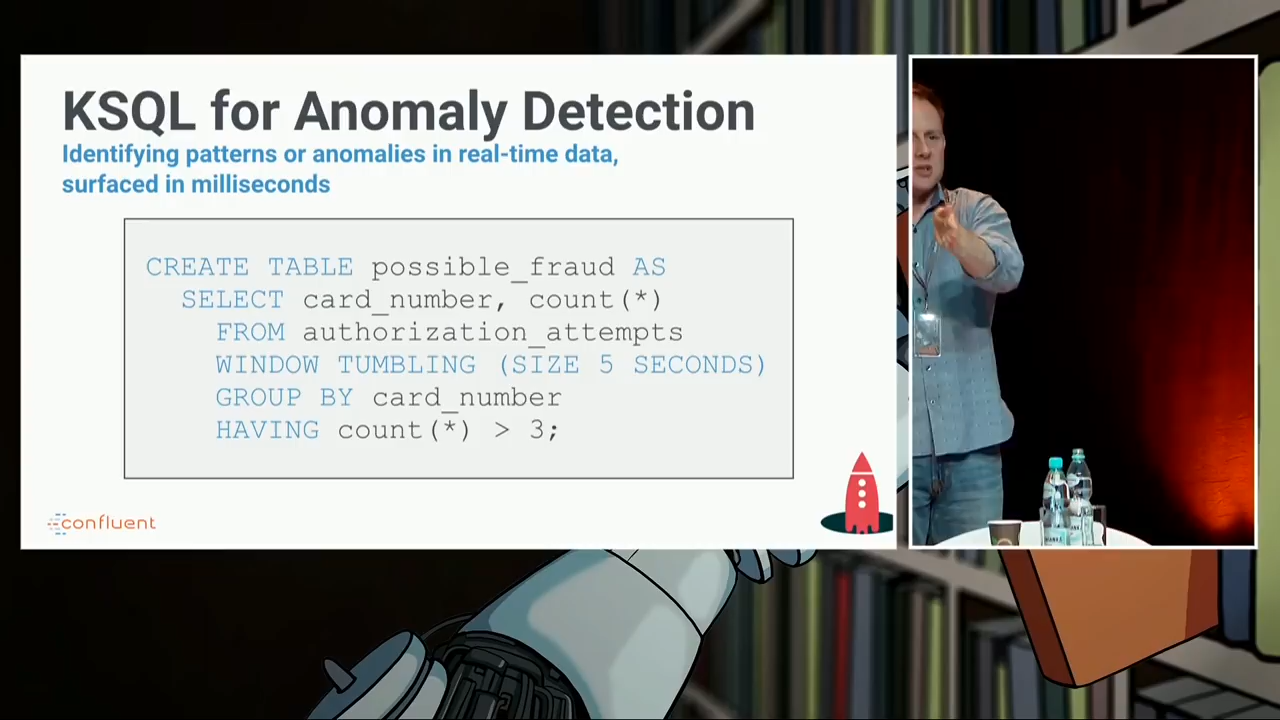 KSQL for Anomaly Detection
Identifying patterns or anomalies in real-time data,
surfaced in milliseconds
CREATE TABLE possible_fraud AS
SELECT card_number, count(*)
FROM authorization_attempts
WINDOW TUMBLING (SIZE 5 SECONDS)
GROUP BY card_number
HAVING count(*) > 3;
confluent